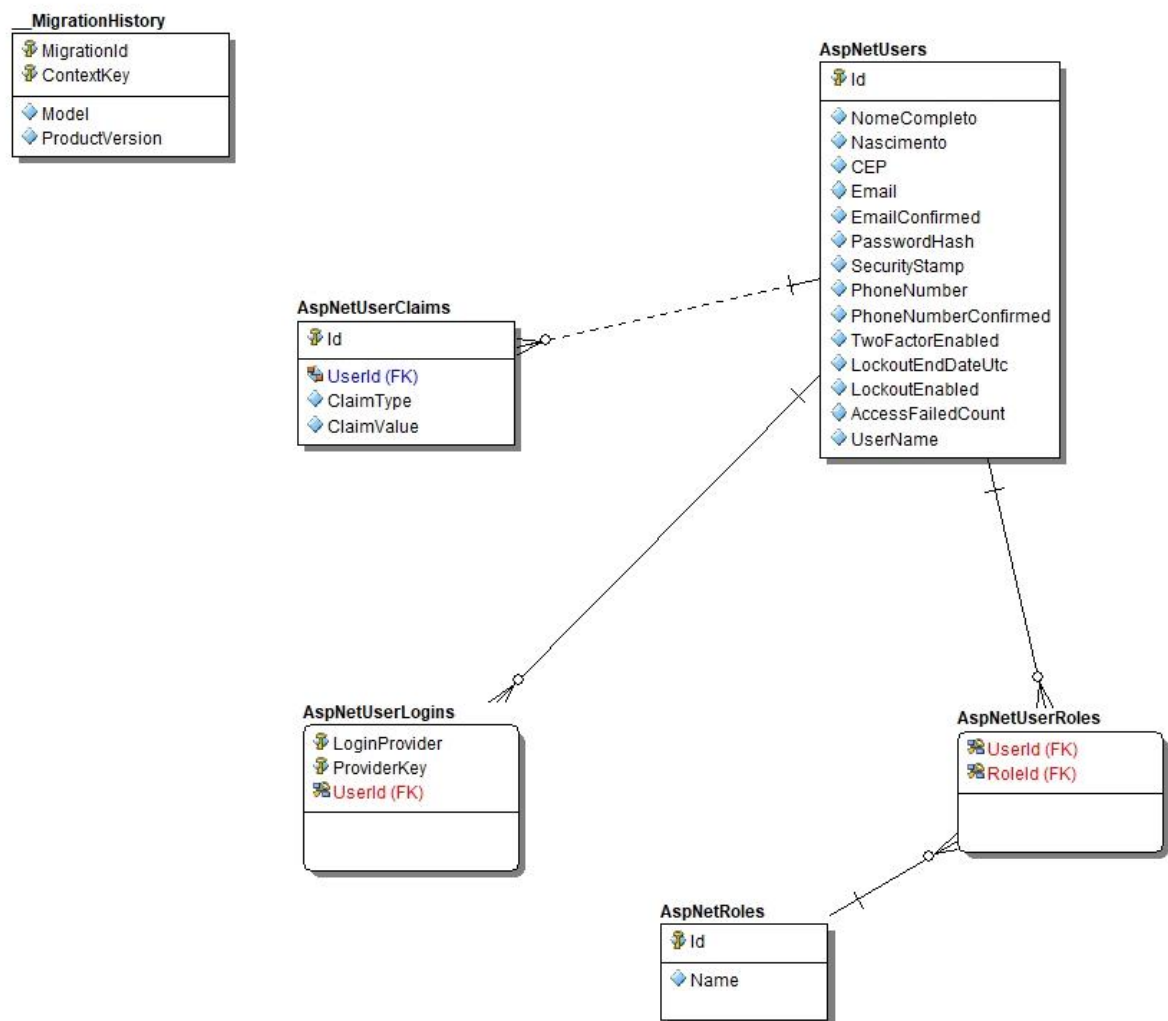 __MigrationHistory
MigrationId
ContextKey
Model
ProductVersion
AspNetUsers
Id
NomeCompleto
Nascimento
CEP
Email
EmailConfirmed
PasswordHash
SecurityStamp
PhoneNumber
PhoneNumberConfirmed
TwoFactorEnabled
LockoutEndDateUtc
LockoutEnabled
AccessFailedCount
UserName
AspNetUserClaims
Id
UserId (FK)
ClaimType
ClaimValue
AspNetUserLogins
LoginProvider
ProviderKey
UserId (FK)
AspNetUserRoles
UserId (FK)
RoleId (FK)
AspNetRoles
Id
Name